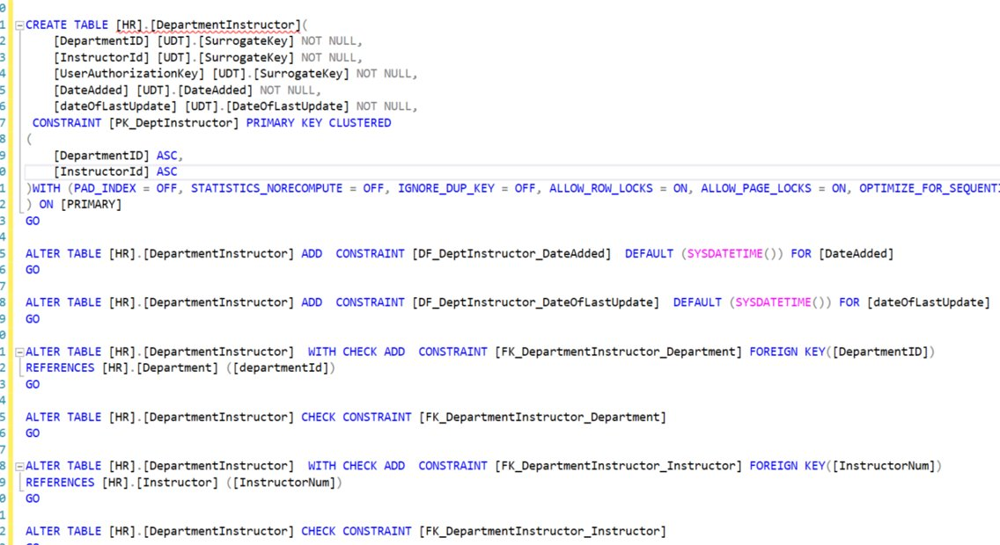 CREATE TABLE [HR].[DepartmentInstructor](
[DepartmentID] [UDT].[SurrogateKey] NOT NULL,
[InstructorId] [UDT].[SurrogateKey] NOT NULL,
[UserAuthorizationKey] [UDT].[SurrogateKey] NOT NULL,
[DateAdded] [UDT].[DateAdded] NOT NULL,
[dateOfLastUpdate] [UDT].[DateOfLastUpdate] NOT NULL,
CONSTRAINT [PK_DeptInstructor] PRIMARY KEY CLUSTERED
(
[DepartmentID] ASC,
[InstructorId] ASC
)WITH (PAD_INDEX = OFF, STATISTICS_NORECOMPUTE = OFF, IGNORE_DUP_KEY = OFF, ALLOW_ROW_LOCKS = ON, ALLOW_PAGE_LOCKS = ON,
) ON [PRIMARY]
GO
ALTER TABLE [HR].[DepartmentInstructor] ADD  CONSTRAINT [DF_DeptInstructor_DateAdded]  DEFAULT (SYSDATETIME()) FOR [DateAdded]
GO
ALTER TABLE [HR].[DepartmentInstructor] ADD  CONSTRAINT [DF_DeptInstructor_DateOfLastUpdate]  DEFAULT (SYSDATETIME()) FOR [dateOfLastUpdate]
GO
ALTER TABLE [HR].[DepartmentInstructor]  WITH CHECK ADD  CONSTRAINT [FK_DepartmentInstructor_Department] FOREIGN KEY([DepartmentID])
REFERENCES [HR].[Department] ([departmentId])
GO
ALTER TABLE [HR].[DepartmentInstructor] CHECK CONSTRAINT [FK_DepartmentInstructor_Department]
GO
ALTER TABLE [HR].[DepartmentInstructor]  WITH CHECK ADD  CONSTRAINT [FK_DepartmentInstructor_Instructor] FOREIGN KEY([InstructorNum])
REFERENCES [HR].[Instructor] ([InstructorNum])
GO
ALTER TABLE [HR].[DepartmentInstructor] CHECK CONSTRAINT [FK_DepartmentInstructor_Instructor]